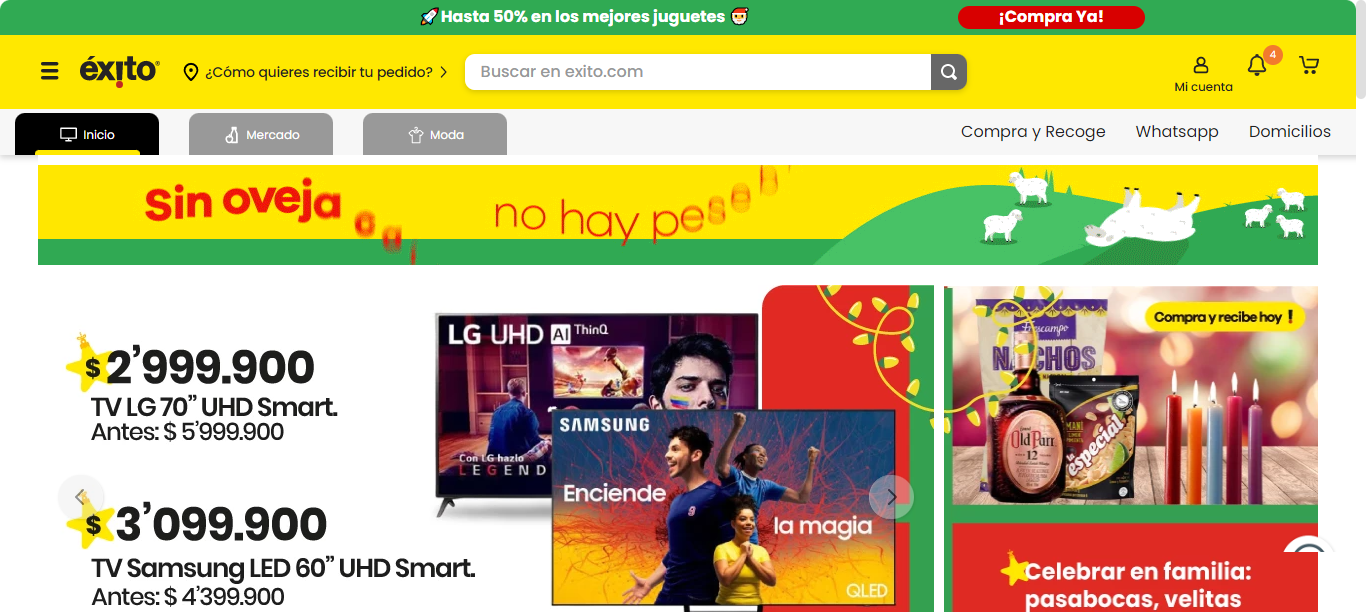 🚀Hasta 50% en los mejores juguetes 🎅
¡Compra Ya!
éxito
¿Cómo quieres recibir tu pedido?
Buscar en exito.com
Mi cuenta
4
Inicio
Mercado
Moda
Compra y Recoge
Whatsapp
Domicilios
Sin oveja
no hay pese
$ 2’999.900
TV LG 70” UHD Smart.
Antes: $ 5’999.900
$ 3’099.900
TV Samsung LED 60” UHD Smart.
Antes: $ 4’399.900
LG UHD AI ThinQ
Con LG hazlo
LEGEND
SAMSUNG
Enciende
la magia
QLED
Compra y recibe hoy !
NACHOS
Old Parr
12
MANI
la especial
Celebrar en familia:
pasabocas, velitas